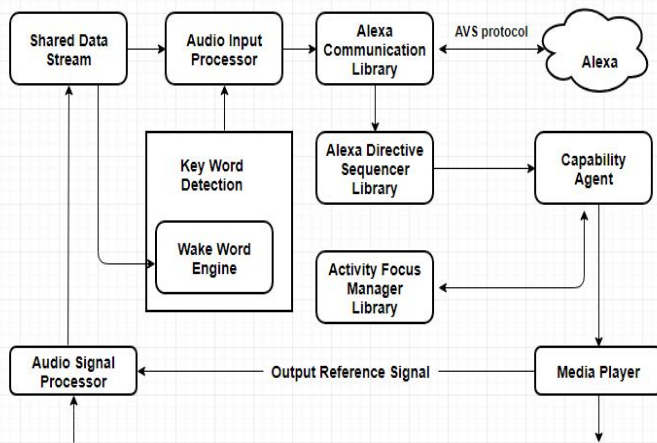 Shared Data
Stream
Audio Input
Processor
Alexa
Communication
Library
AVS protocol
Alexa
Key Word
Detection
Wake Word
Engine
Alexa Directive
Sequencer
Library
Capability
Agent
Activity Focus
Manager
Library
Audio Signal
Processor
Output Reference Signal
Media Player